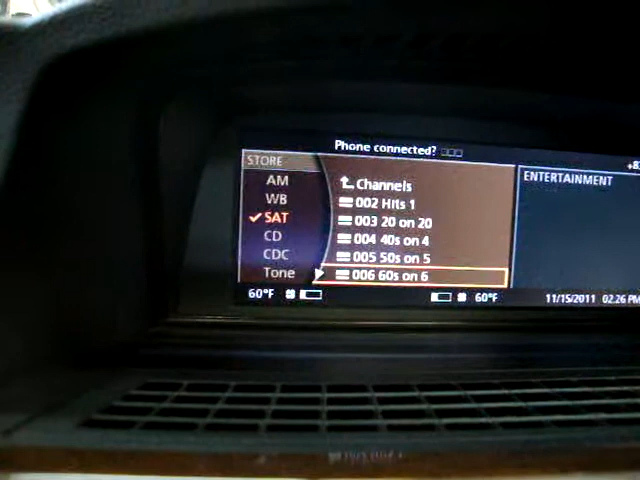 Phone connected?
STORE
AM
WB
SAT
CD
CDC
Tone
Channels
002 Hits 1
003 20 on 20
004 40s on 4
005 50s on 5
006 60s on 6
ENTERTAINMENT
60°F
60°F
11/15/2011 02:26 PM